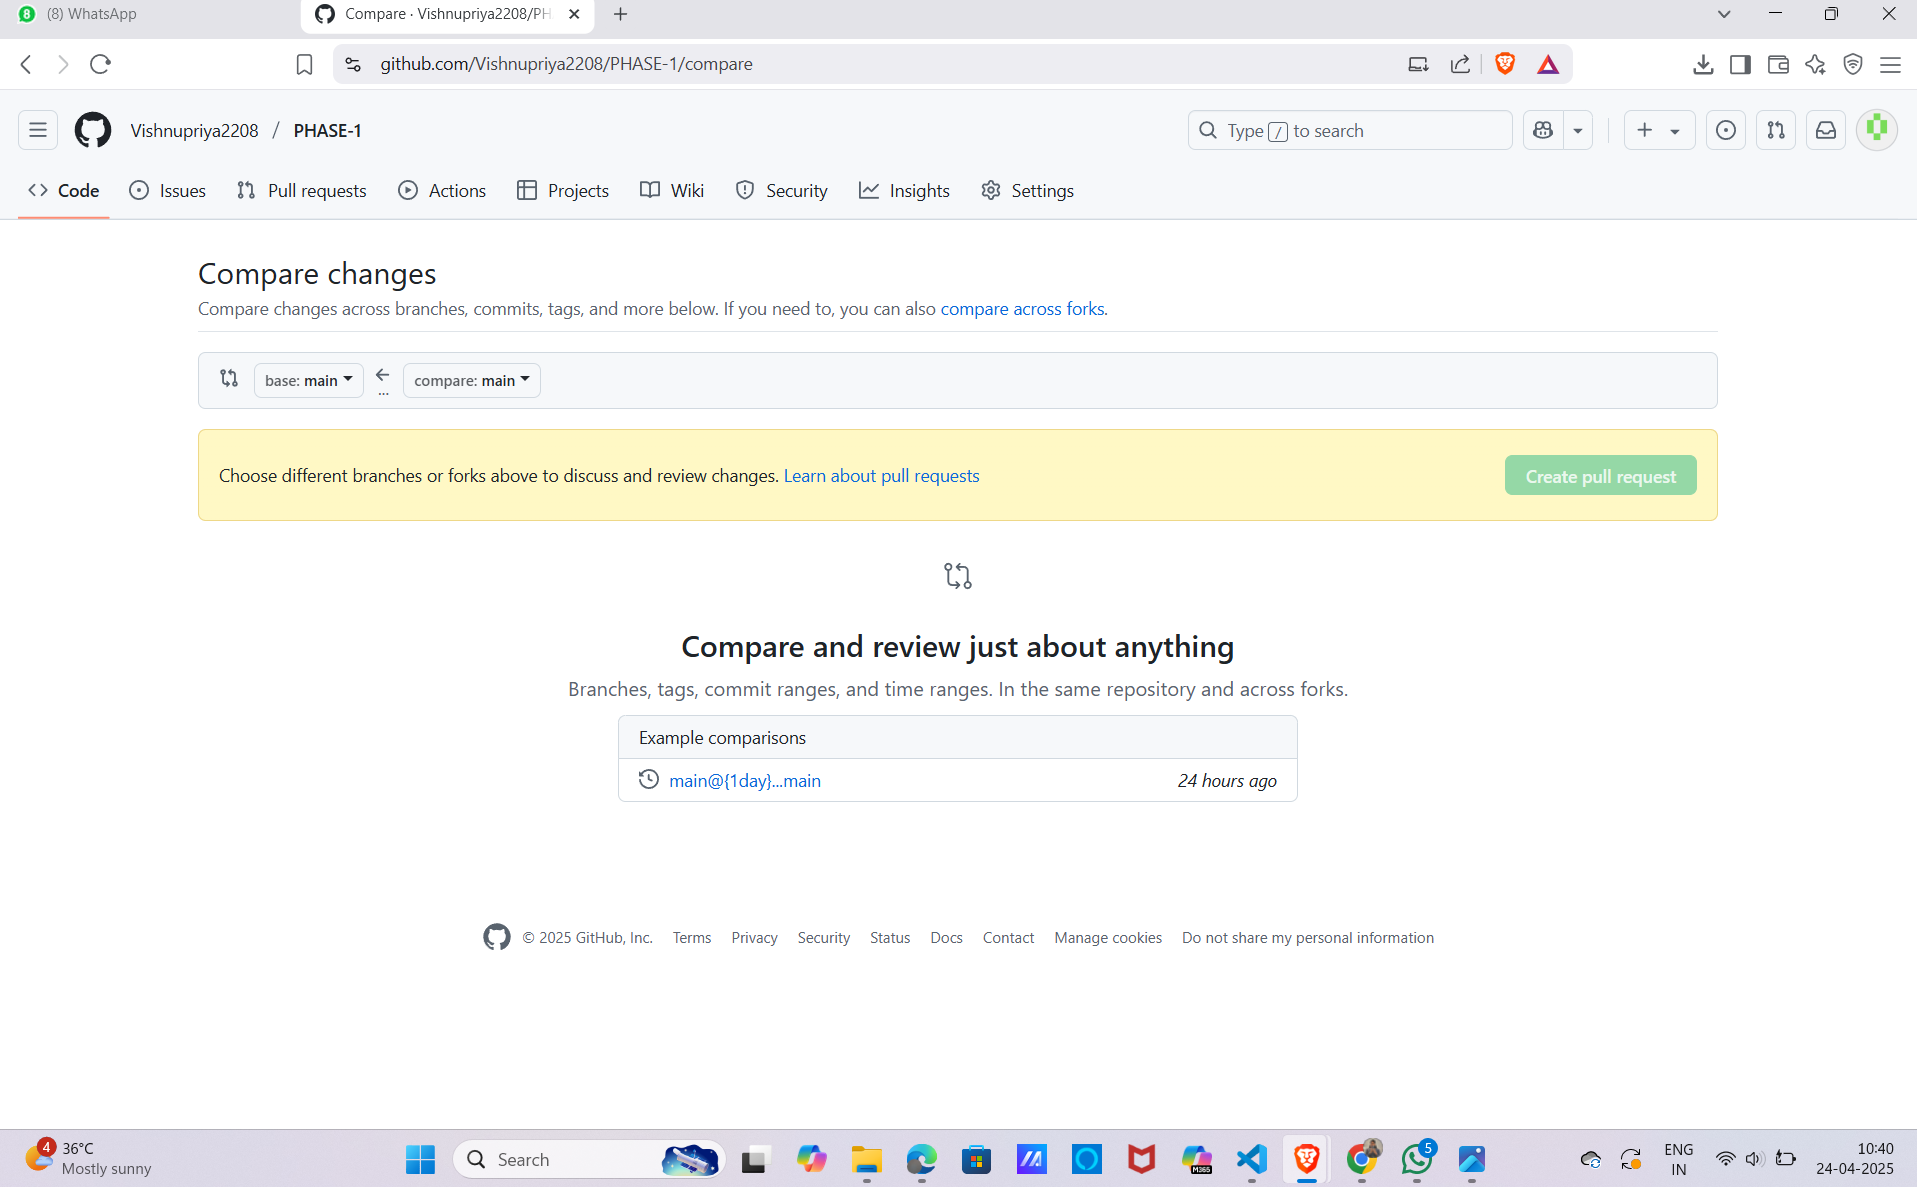 8 (8) WhatsApp
Compare · Vishnupriya2208/PH
github.com/Vishnupriya2208/PHASE-1/compare
Vishnupriya2208 / PHASE-1
Type / to search
Code Issues Pull requests Actions Projects Wiki Security Insights Settings
Compare changes
Compare changes across branches, commits, tags, and more below. If you need to, you can also compare across forks.
base: main ... compare: main
Choose different branches or forks above to discuss and review changes. Learn about pull requests
Create pull request
Compare and review just about anything
Branches, tags, commit ranges, and time ranges. In the same repository and across forks.
Example comparisons
main@{1day}...main 24 hours ago
© 2025 GitHub, Inc. Terms Privacy Security Status Docs Contact Manage cookies Do not share my personal information
4 36°C
Mostly sunny
Search
M365
5
ENG
IN
10:40
24-04-2025